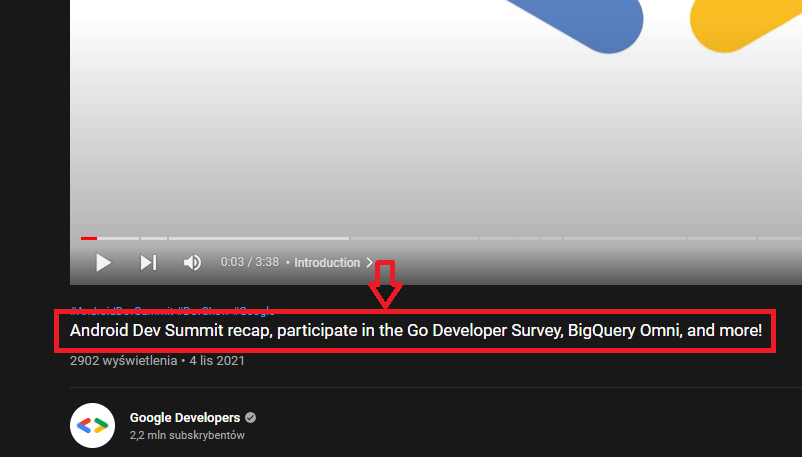 0:03 / 3:38 • Introduction
#AndroidDevSummit #DevShow #Google
Android Dev Summit recap, participate in the Go Developer Survey, BigQuery Omni, and more!
2902 wyświetlenia • 4 lis 2021
Google Developers
2,2 mln subskrybentów